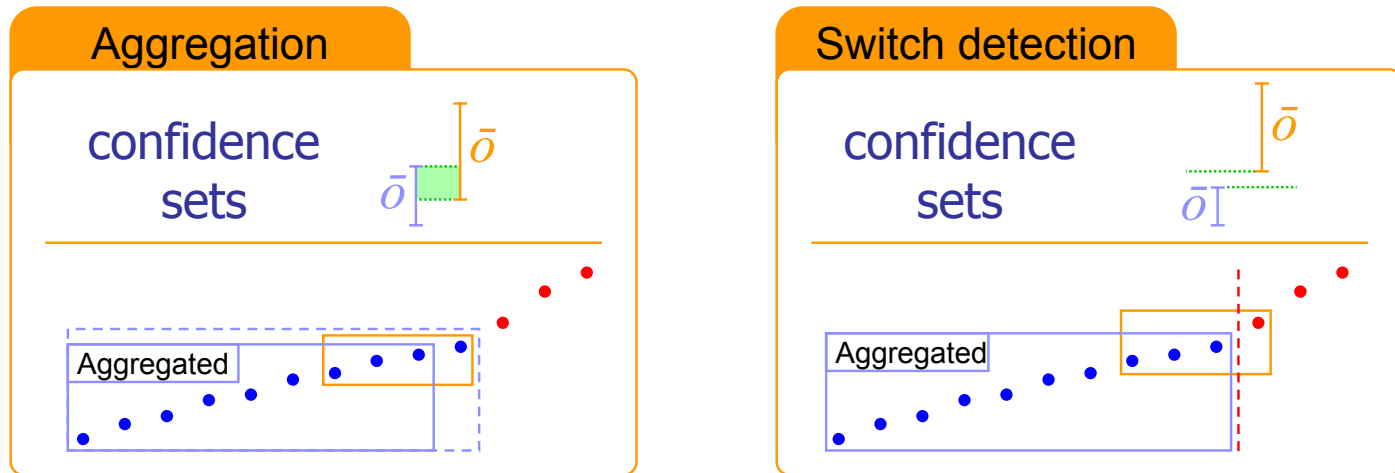 Aggregation
confidence
sets
ō
ō
Aggregated
Switch detection
confidence
sets
ō
ō
Aggregated